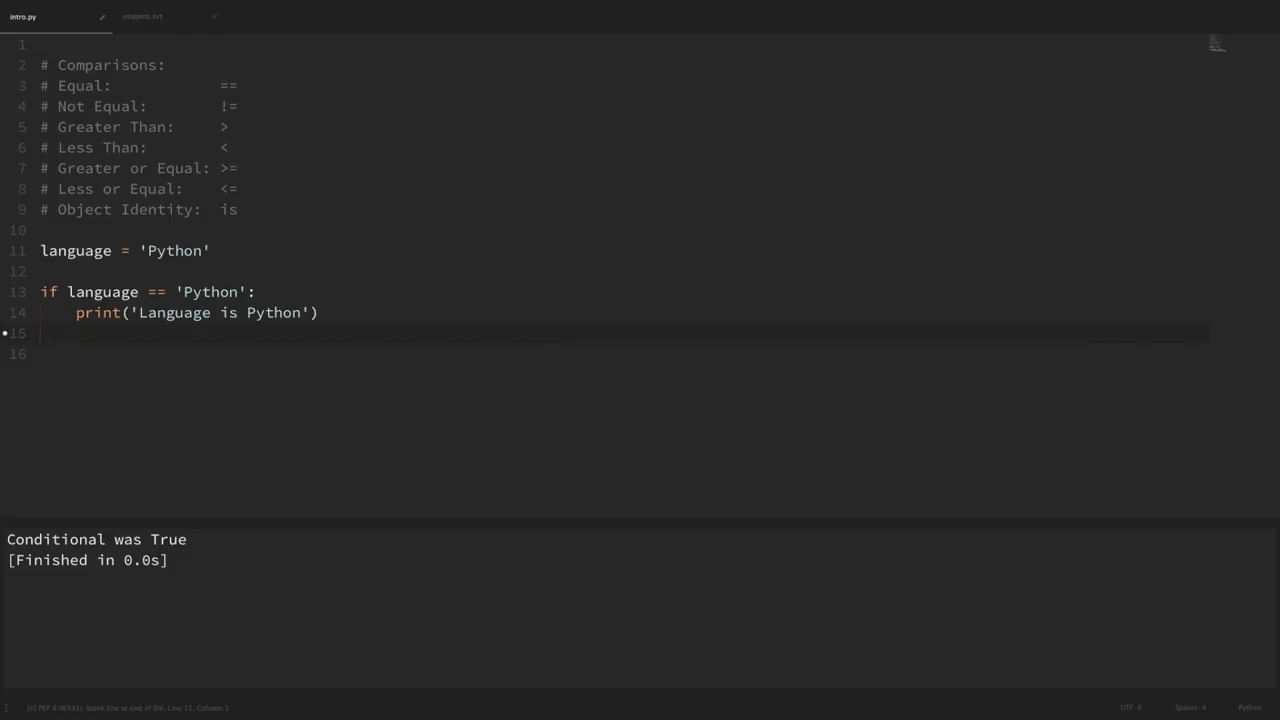 intro.py
snippets.txt
1
2 # Comparisons:
3 # Equal: ==
4 # Not Equal: !=
5 # Greater Than: >
6 # Less Than: <
7 # Greater or Equal: >=
8 # Less or Equal: <=
9 # Object Identity: is
10
11 language = 'Python'
12
13 if language == 'Python':
14 print('Language is Python')
15
16
Conditional was True
[Finished in 0.0s]
PEP 8 (W391): blank line at end of file, Line 15, Column 1
UTF-8
Spaces, 4
Python